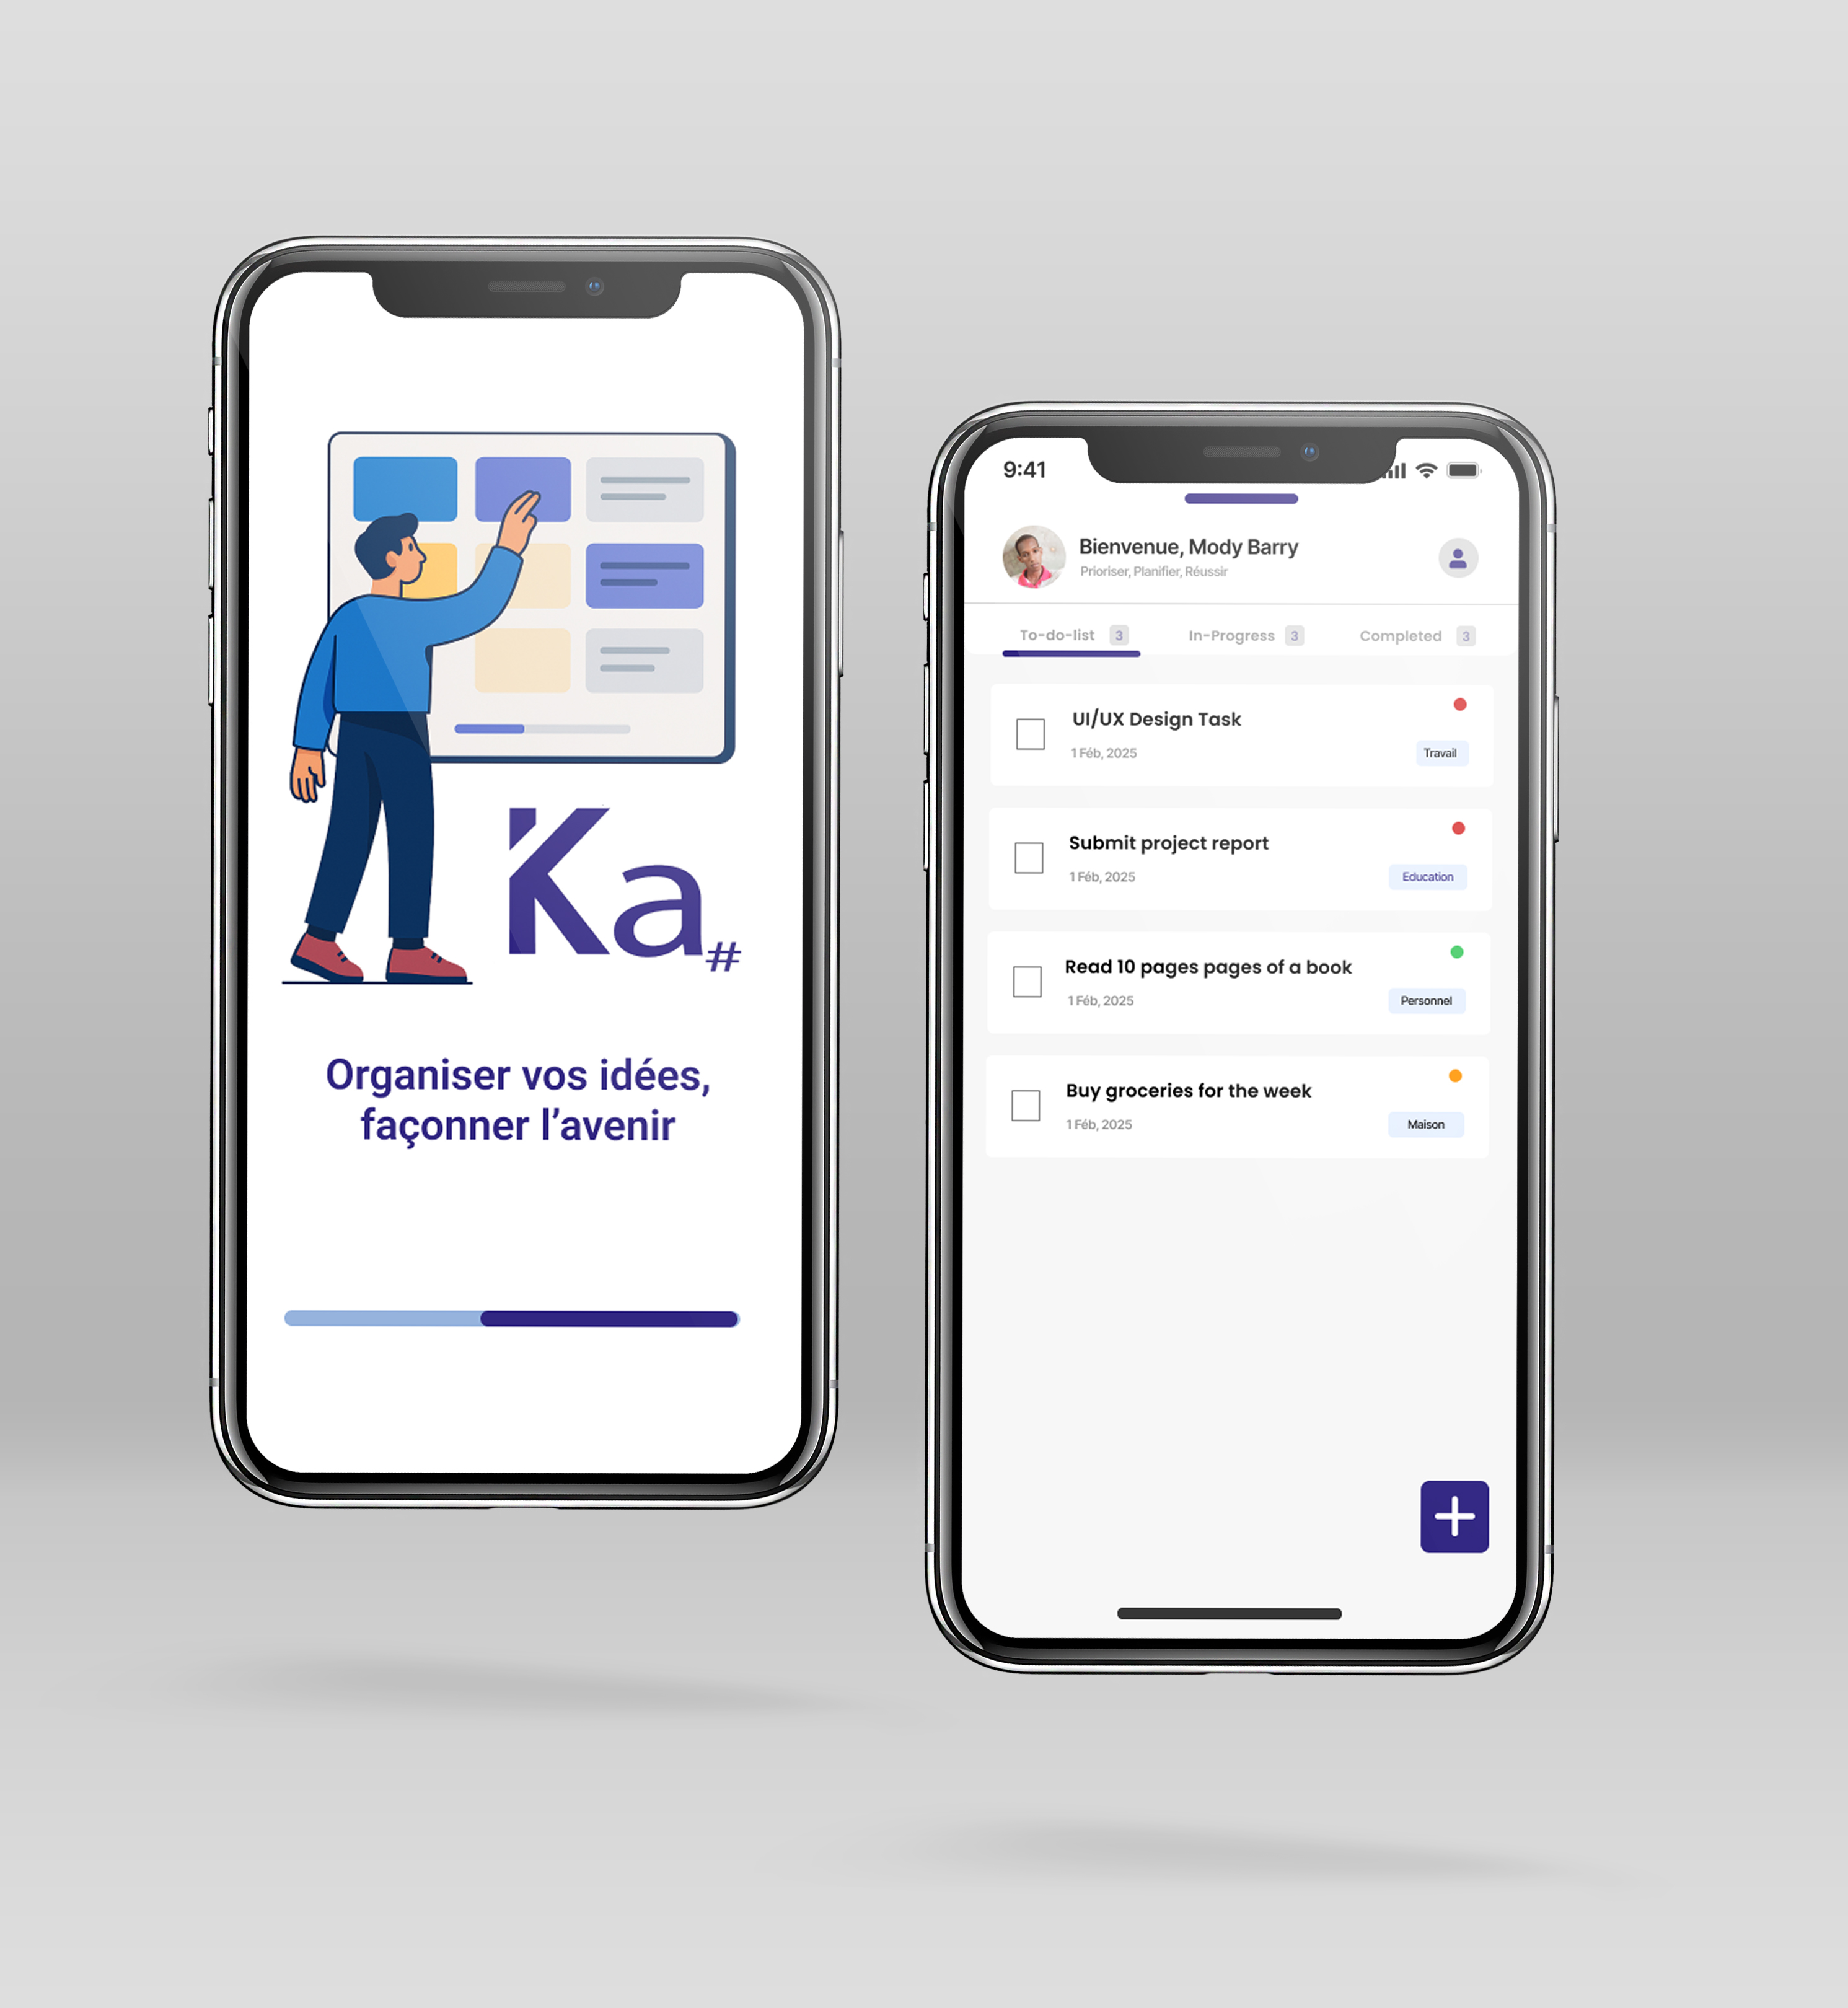 Ka#
Organiser vos idées,
façonner l'avenir
9:41
Bienvenue, Mody Barry
Prioriser, Planifier, Réussir
To-do-list 3 In-Progress 3 Completed 3
UI/UX Design Task
1 Féb, 2025 Travail
Submit project report
1 Féb, 2025 Education
Read 10 pages pages of a book
1 Féb, 2025 Personnel
Buy groceries for the week
1 Féb, 2025 Maison